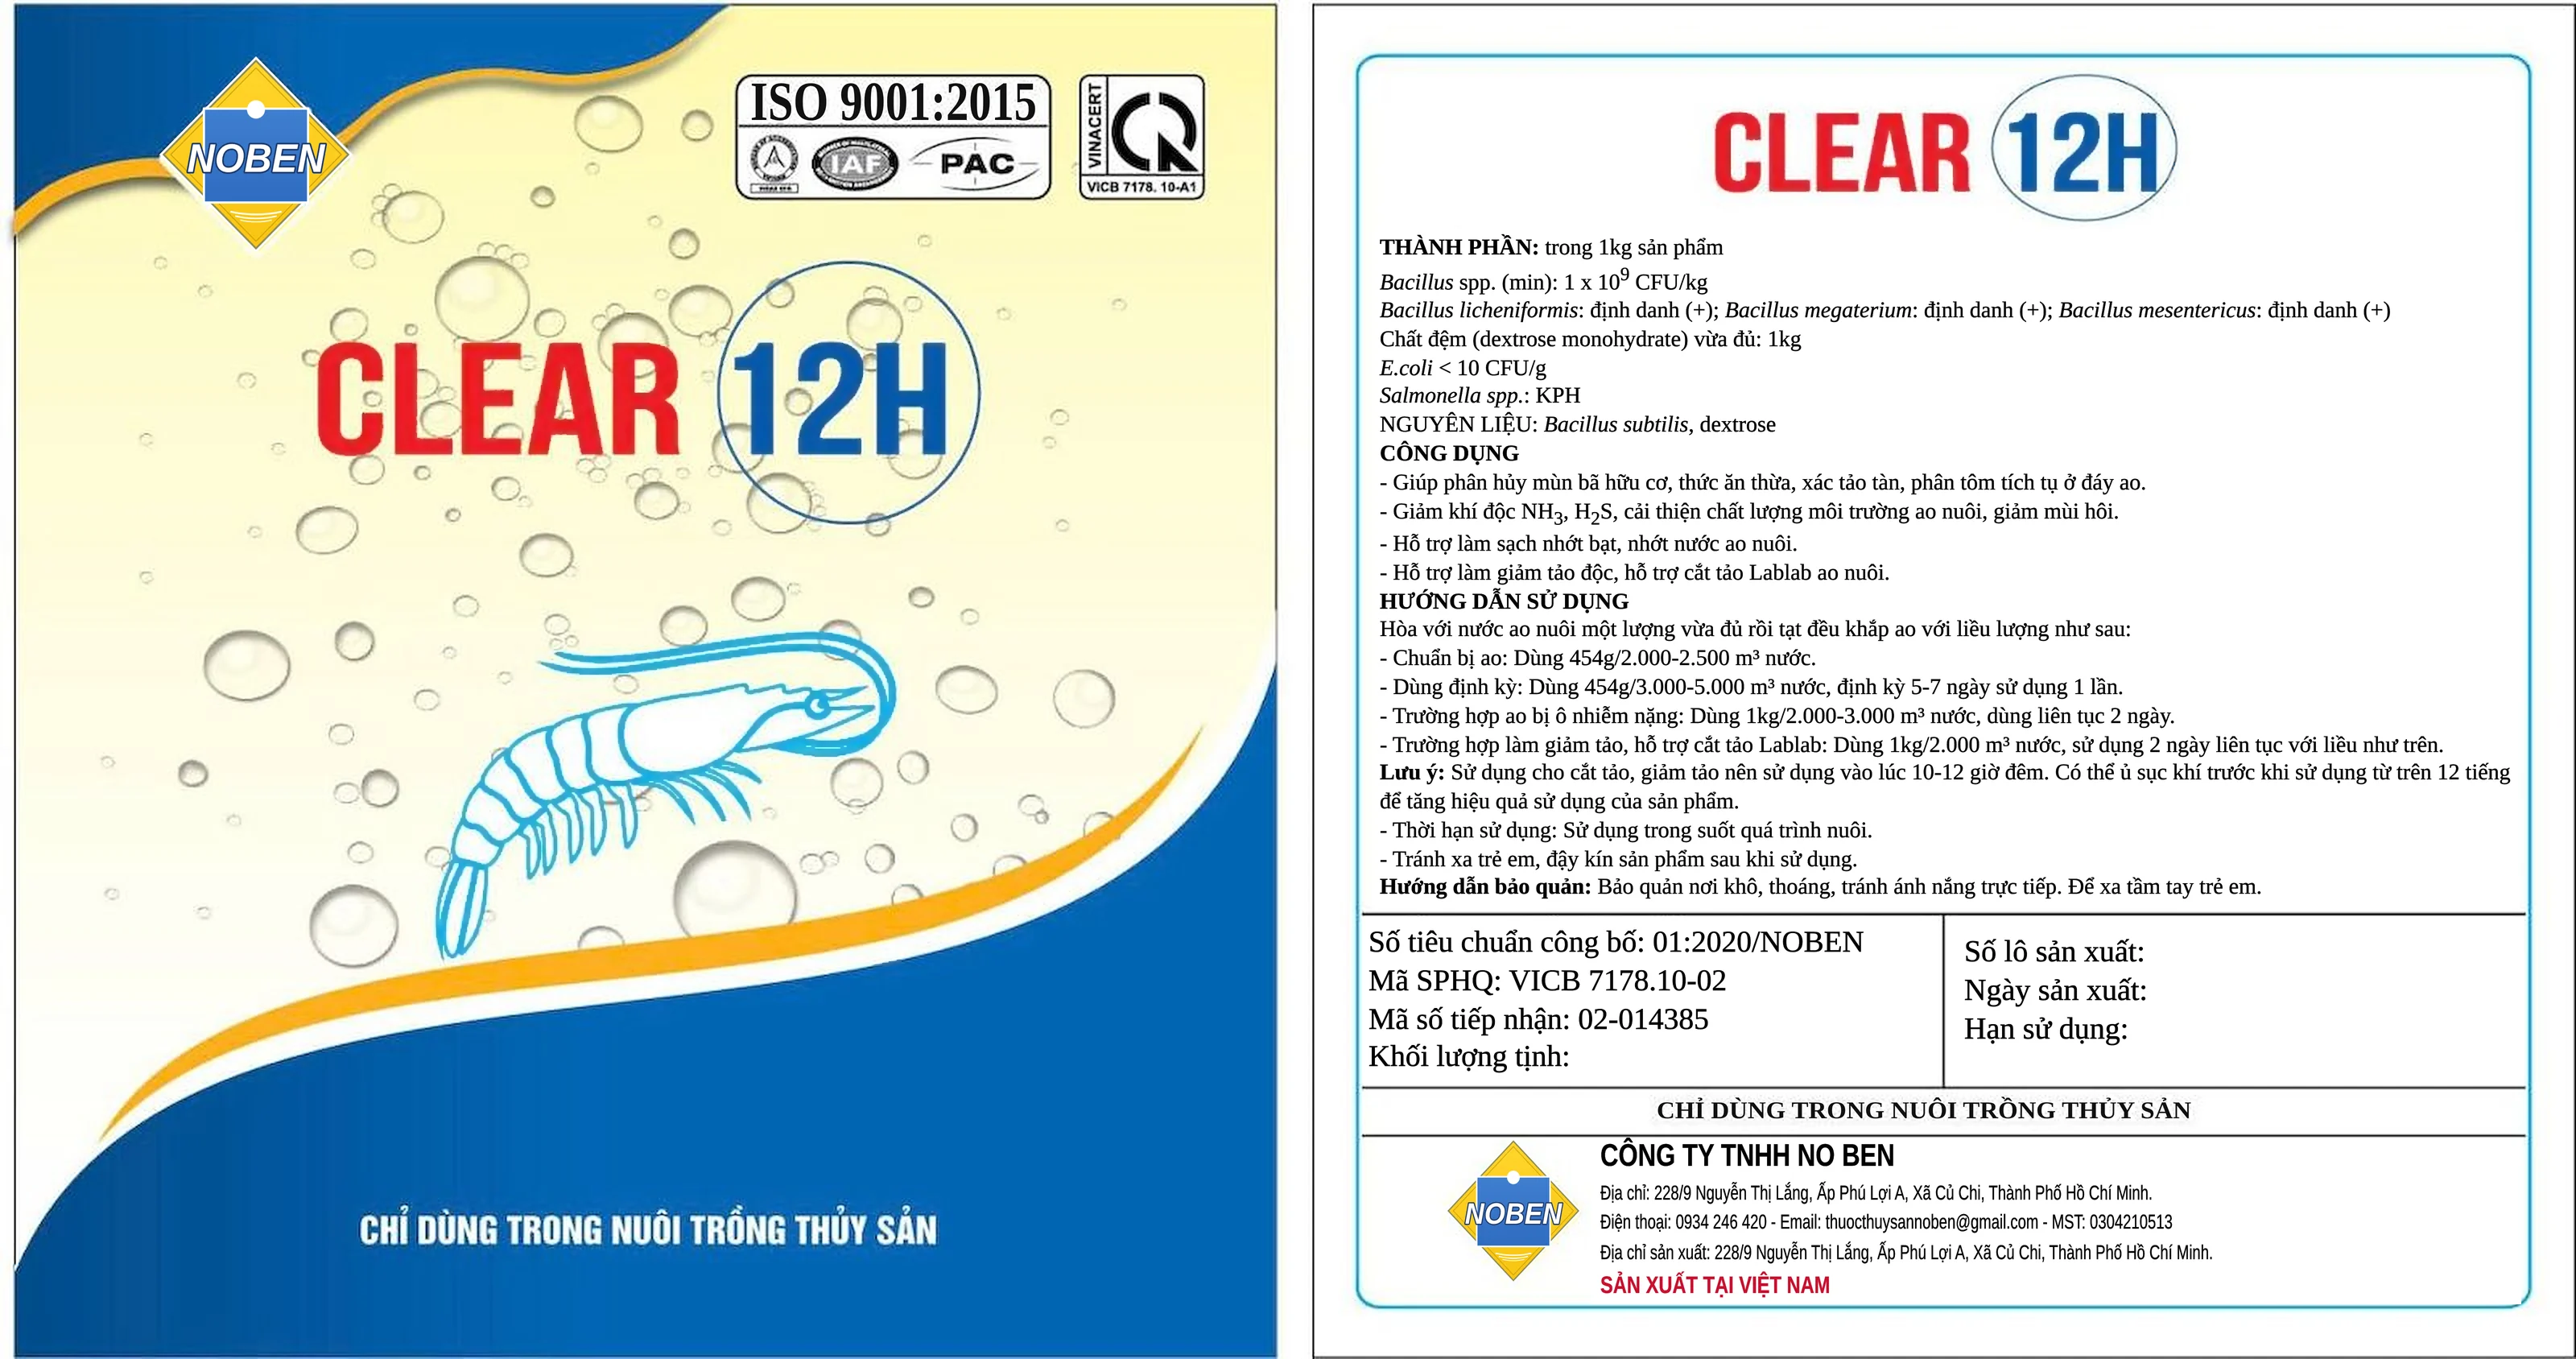 NOBEN
ISO 9001:2015
IAF
PAC
VINACERT
VICB 7178. 10-A1
CLEAR 12H
CHỈ DÙNG TRONG NUÔI TRỒNG THỦY SẢN
CLEAR 12H
THÀNH PHẦN: trong 1kg sản phẩm
Bacillus spp. (min): 1 x 10⁹ CFU/kg
Bacillus licheniformis: định danh (+); Bacillus megaterium: định danh (+); Bacillus mesentericus: định danh (+)
Chất đệm (dextrose monohydrate) vừa đủ: 1kg
E.coli < 10 CFU/g
Salmonella spp.: KPH
NGUYÊN LIỆU: Bacillus subtilis, dextrose
CÔNG DỤNG
- Giúp phân hủy mùn bã hữu cơ, thức ăn thừa, xác tảo tàn, phân tôm tích tụ ở đáy ao.
- Giảm khí độc NH₃, H₂S, cải thiện chất lượng môi trường ao nuôi, giảm mùi hôi.
- Hỗ trợ làm sạch nhớt bạt, nhớt nước ao nuôi.
- Hỗ trợ làm giảm tảo độc, hỗ trợ cắt tảo Lablab ao nuôi.
HƯỚNG DẪN SỬ DỤNG
Hòa với nước ao nuôi một lượng vừa đủ rồi tạt đều khắp ao với liều lượng như sau:
- Chuẩn bị ao: Dùng 454g/2.000-2.500 m³ nước.
- Dùng định kỳ: Dùng 454g/3.000-5.000 m³ nước, định kỳ 5-7 ngày sử dụng 1 lần.
- Trường hợp ao bị ô nhiễm nặng: Dùng 1kg/2.000-3.000 m³ nước, dùng liên tục 2 ngày.
- Trường hợp làm giảm tảo, hỗ trợ cắt tảo Lablab: Dùng 1kg/2.000 m³ nước, sử dụng 2 ngày liên tục với liều như trên.
Lưu ý: Sử dụng cho cắt tảo, giảm tảo nên sử dụng vào lúc 10-12 giờ đêm. Có thể ủ sục khí trước khi sử dụng từ trên 12 tiếng
để tăng hiệu quả sử dụng của sản phẩm.
- Thời hạn sử dụng: Sử dụng trong suốt quá trình nuôi.
- Tránh xa trẻ em, đậy kín sản phẩm sau khi sử dụng.
Hướng dẫn bảo quản: Bảo quản nơi khô, thoáng, tránh ánh nắng trực tiếp. Để xa tầm tay trẻ em.
Số tiêu chuẩn công bố: 01:2020/NOBEN
Mã SPHQ: VICB 7178.10-02
Mã số tiếp nhận: 02-014385
Khối lượng tịnh:
Số lô sản xuất:
Ngày sản xuất:
Hạn sử dụng:
CHỈ DÙNG TRONG NUÔI TRỒNG THỦY SẢN
NOBEN
CÔNG TY TNHH NO BEN
Địa chỉ: 228/9 Nguyễn Thị Lắng, Ấp Phú Lợi A, Xã Củ Chi, Thành Phố Hồ Chí Minh.
Điện thoại: 0934 246 420 - Email: thuocthuysannoben@gmail.com - MST: 0304210513
Địa chỉ sản xuất: 228/9 Nguyễn Thị Lắng, Ấp Phú Lợi A, Xã Củ Chi, Thành Phố Hồ Chí Minh.
SẢN XUẤT TẠI VIỆT NAM